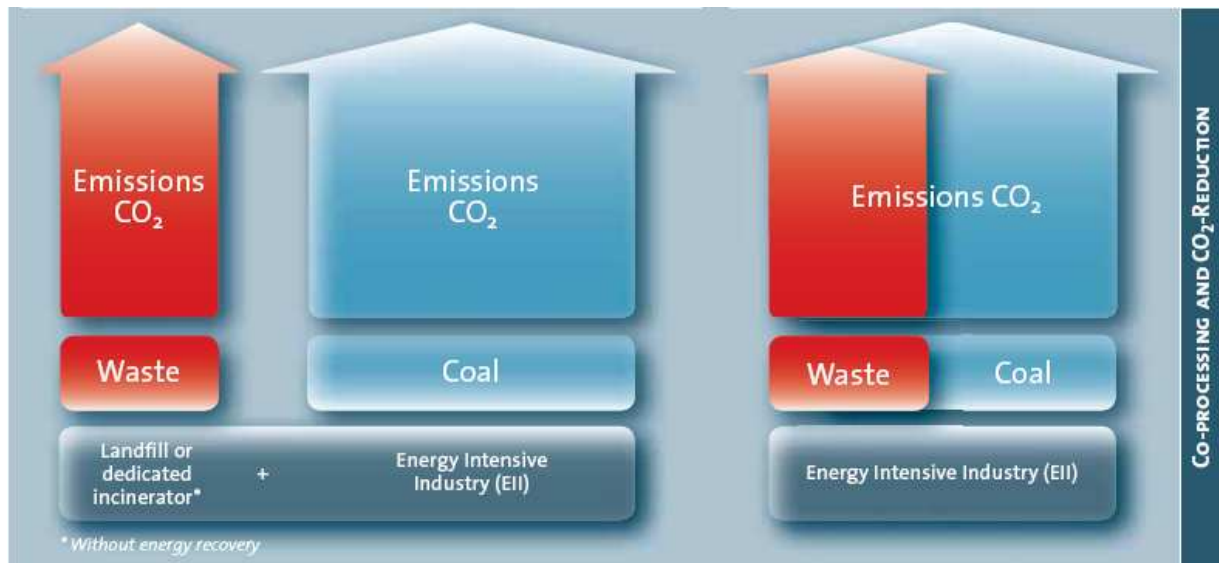 Emissions
CO₂
Emissions
CO₂
Emissions CO₂
Waste
Coal
Waste
Coal
Landfill or
dedicated
incinerator*
+
Energy Intensive
Industry (EII)
Energy Intensive Industry (EII)
* Without energy recovery
CO-PROCESSING AND CO₂-REDUCTION